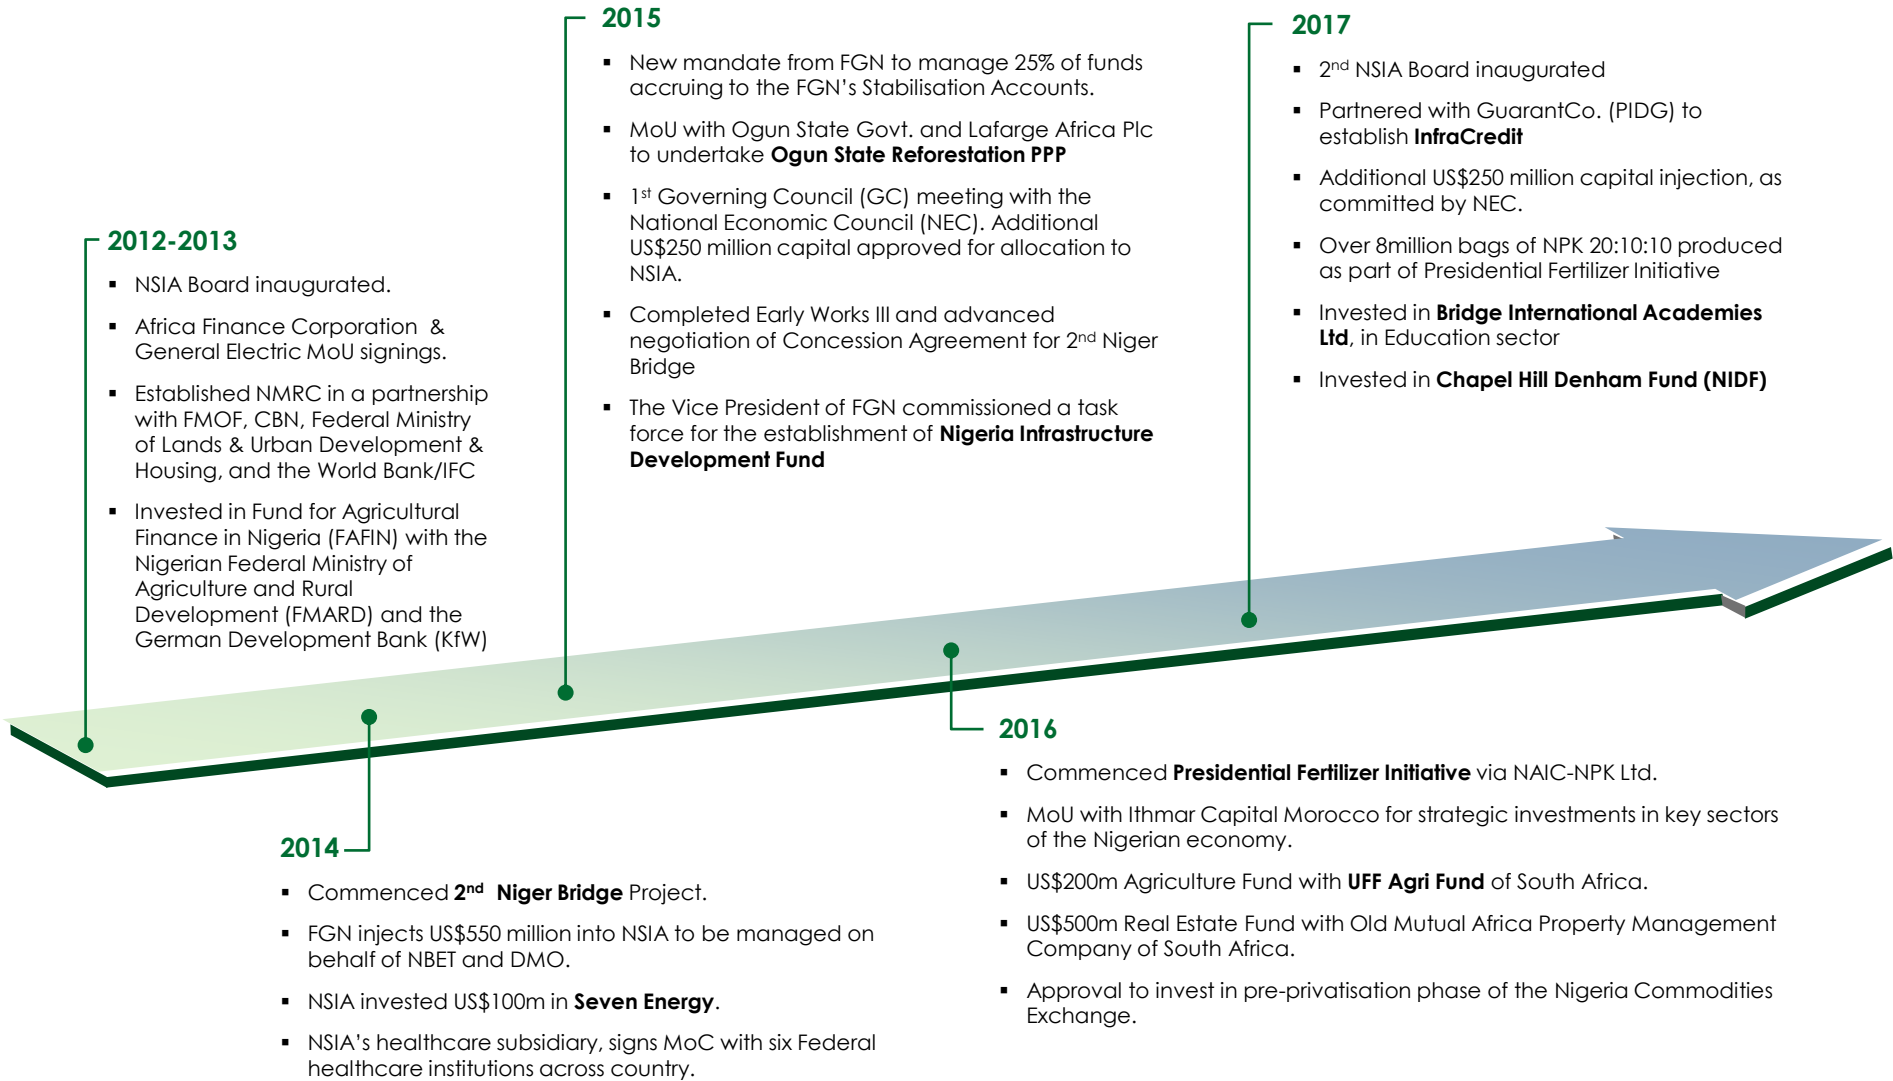 2012-2013
▪ NSIA Board inaugurated.
▪ Africa Finance Corporation &
General Electric MoU signings.
▪ Established NMRC in a partnership
with FMOF, CBN, Federal Ministry
of Lands & Urban Development &
Housing, and the World Bank/IFC
▪ Invested in Fund for Agricultural
Finance in Nigeria (FAFIN) with the
Nigerian Federal Ministry of
Agriculture and Rural
Development (FMARD) and the
German Development Bank (KfW)
2014
▪ Commenced 2nd Niger Bridge Project.
▪ FGN injects US$550 million into NSIA to be managed on
behalf of NBET and DMO.
▪ NSIA invested US$100m in Seven Energy.
▪ NSIA's healthcare subsidiary, signs MoC with six Federal
healthcare institutions across country.
2015
▪ New mandate from FGN to manage 25% of funds
accruing to the FGN's Stabilisation Accounts.
▪ MoU with Ogun State Govt. and Lafarge Africa Plc
to undertake Ogun State Reforestation PPP
▪ 1st Governing Council (GC) meeting with the
National Economic Council (NEC). Additional
US$250 million capital approved for allocation to
NSIA.
▪ Completed Early Works III and advanced
negotiation of Concession Agreement for 2nd Niger
Bridge
▪ The Vice President of FGN commissioned a task
force for the establishment of Nigeria Infrastructure
Development Fund
2016
▪ Commenced Presidential Fertilizer Initiative via NAIC-NPK Ltd.
▪ MoU with Ithmar Capital Morocco for strategic investments in key sectors
of the Nigerian economy.
▪ US$200m Agriculture Fund with UFF Agri Fund of South Africa.
▪ US$500m Real Estate Fund with Old Mutual Africa Property Management
Company of South Africa.
▪ Approval to invest in pre-privatisation phase of the Nigeria Commodities
Exchange.
2017
▪ 2nd NSIA Board inaugurated
▪ Partnered with GuarantCo. (PIDG) to
establish InfraCredit
▪ Additional US$250 million capital injection, as
committed by NEC.
▪ Over 8million bags of NPK 20:10:10 produced
as part of Presidential Fertilizer Initiative
▪ Invested in Bridge International Academies
Ltd, in Education sector
▪ Invested in Chapel Hill Denham Fund (NIDF)